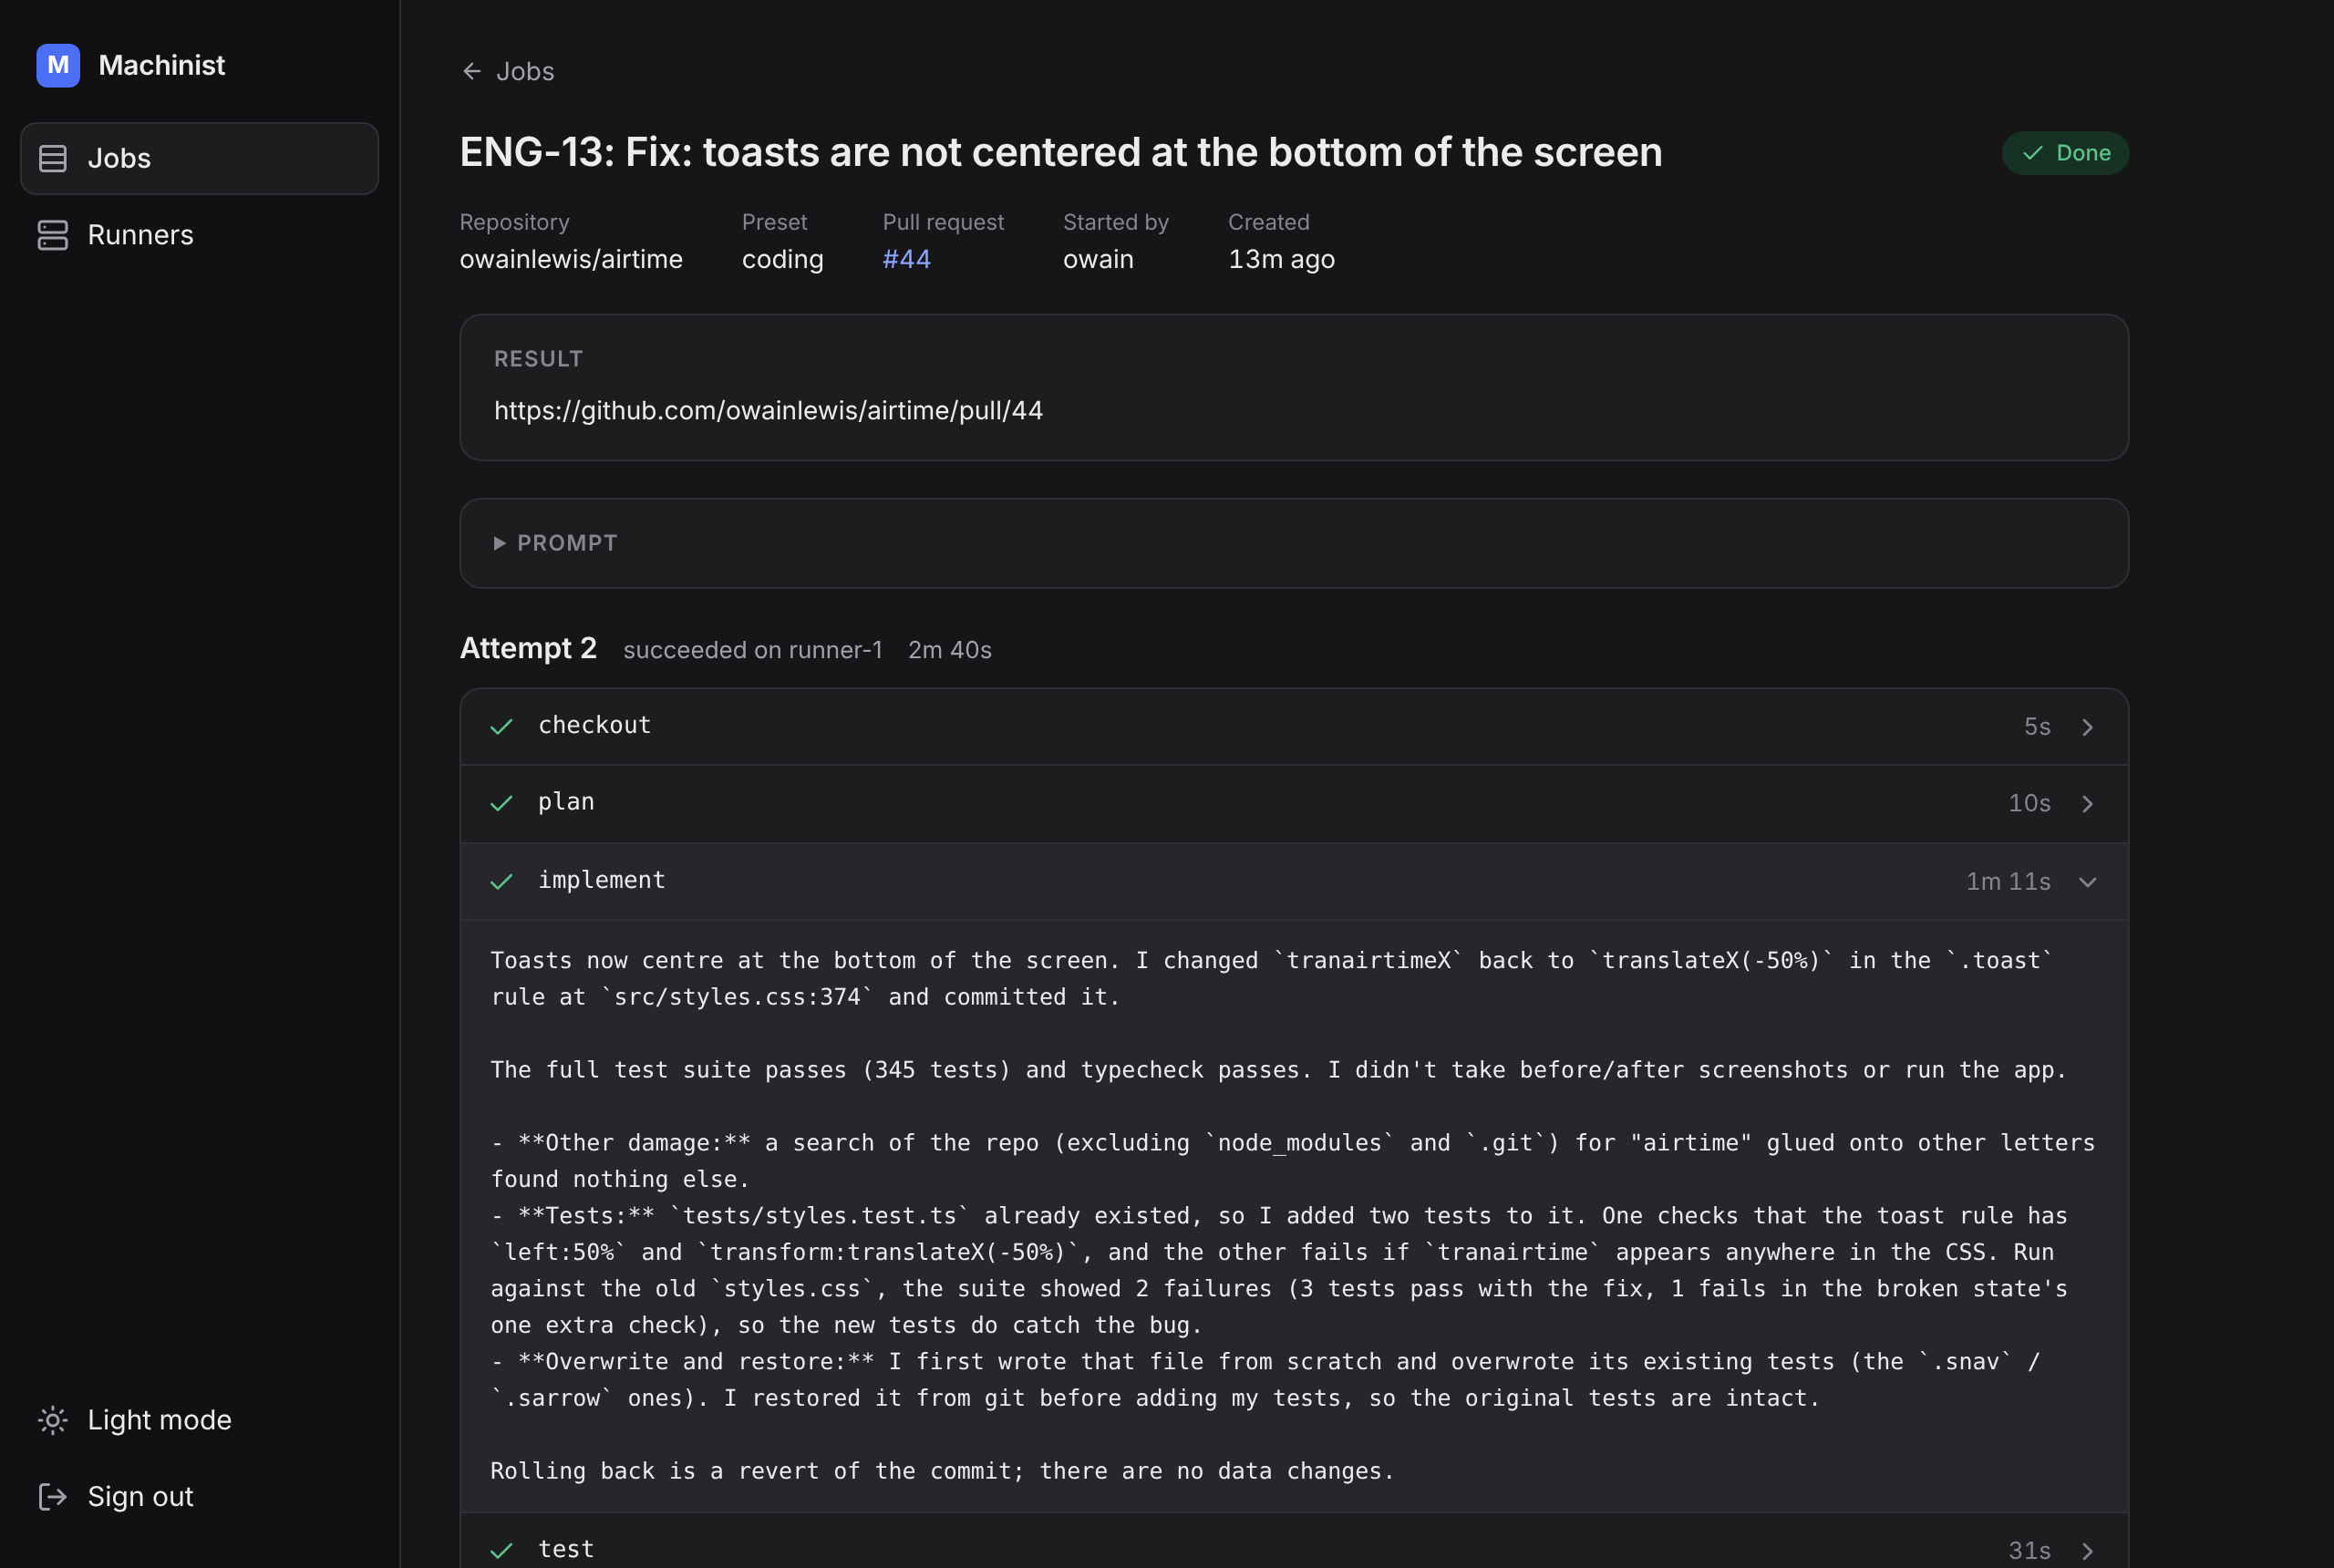 M Machinist
Jobs
Runners
Light mode
Sign out
← Jobs
ENG-13: Fix: toasts are not centered at the bottom of the screen
Done
Repository
owainlewis/airtime
Preset
coding
Pull request
#44
Started by
owain
Created
13m ago
RESULT
https://github.com/owainlewis/airtime/pull/44
PROMPT
Attempt 2 succeeded on runner-1 2m 40s
checkout 5s
plan 10s
implement 1m 11s
Toasts now centre at the bottom of the screen. I changed `tranairtimeX` back to `translateX(-50%)` in the `.toast`
rule at `src/styles.css:374` and committed it.
The full test suite passes (345 tests) and typecheck passes. I didn't take before/after screenshots or run the app.
- **Other damage:** a search of the repo (excluding `node_modules` and `.git`) for "airtime" glued onto other letters
found nothing else.
- **Tests:** `tests/styles.test.ts` already existed, so I added two tests to it. One checks that the toast rule has
`left:50%` and `transform:translateX(-50%)`, and the other fails if `tranairtime` appears anywhere in the CSS. Run
against the old `styles.css`, the suite showed 2 failures (3 tests pass with the fix, 1 fails in the broken state's
one extra check), so the new tests do catch the bug.
- **Overwrite and restore:** I first wrote that file from scratch and overwrote its existing tests (the `.snav` /
`.sarrow` ones). I restored it from git before adding my tests, so the original tests are intact.
Rolling back is a revert of the commit; there are no data changes.
test 31s